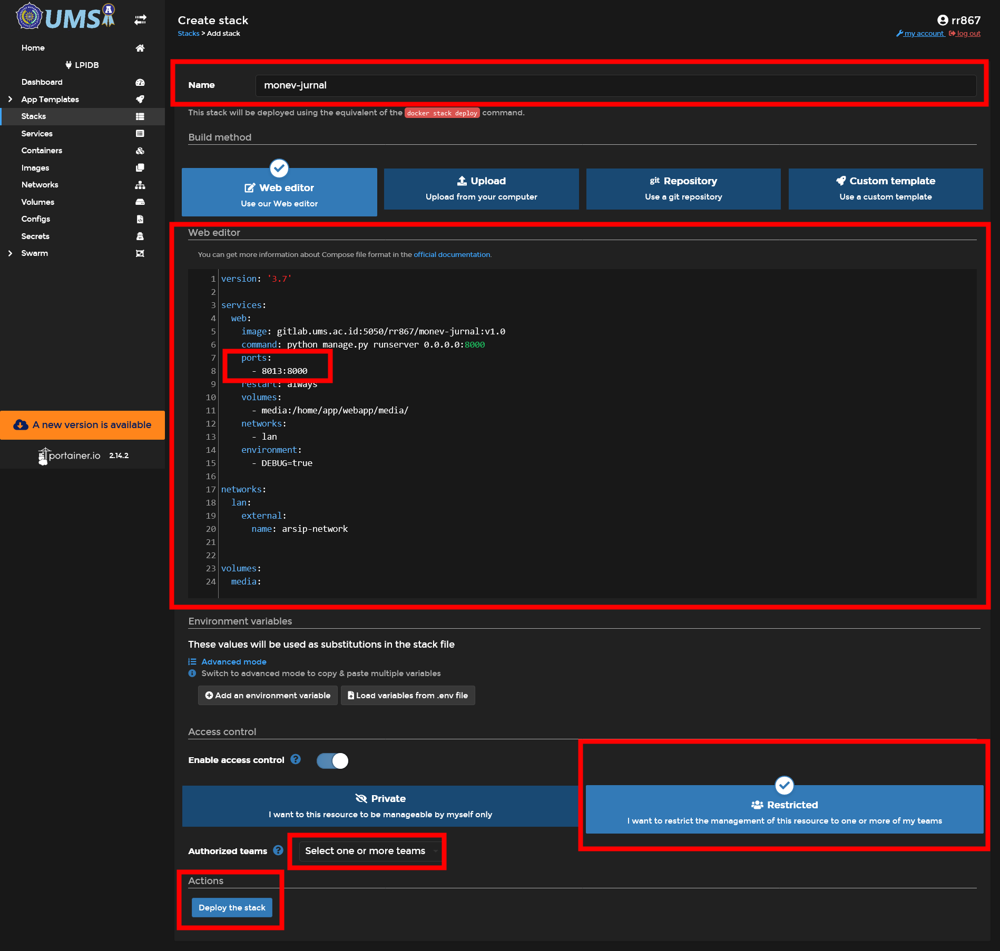 UMS A
Home
LPIDB
Dashboard
App Templates
Stacks
Services
Containers
Images
Networks
Volumes
Configs
Secrets
Swarm
A new version is available
portainer.io 2.14.2
Create stack
Stacks > Add stack
rr867
my account log out
Name monev-jurnal
This stack will be deployed using the equivalent of the docker stack deploy command.
Build method
Web editor
Use our Web editor
Upload
Upload from your computer
git Repository
Use a git repository
Custom template
Use a custom template
Web editor
You can get more information about Compose file format in the official documentation.
1 version: '3.7'
2
3 services:
4   web:
5     image: gitlab.ums.ac.id:5050/rr867/monev-jurnal:v1.0
6     command: python manage.py runserver 0.0.0.0:8000
7     ports:
8       - 8013:8000
9     restart: always
10     volumes:
11       - media:/home/app/webapp/media/
12     networks:
13       - lan
14     environment:
15       - DEBUG=true
16
17 networks:
18   lan:
19     external:
20       name: arsip-network
21
22
23 volumes:
24   media:
Environment variables
These values will be used as substitutions in the stack file
Advanced mode
Switch to advanced mode to copy & paste multiple variables
Add an environment variable Load variables from .env file
Access control
Enable access control
Private
I want to this resource to be manageable by myself only
Restricted
I want to restrict the management of this resource to one or more of my teams
Authorized teams Select one or more teams
Actions
Deploy the stack